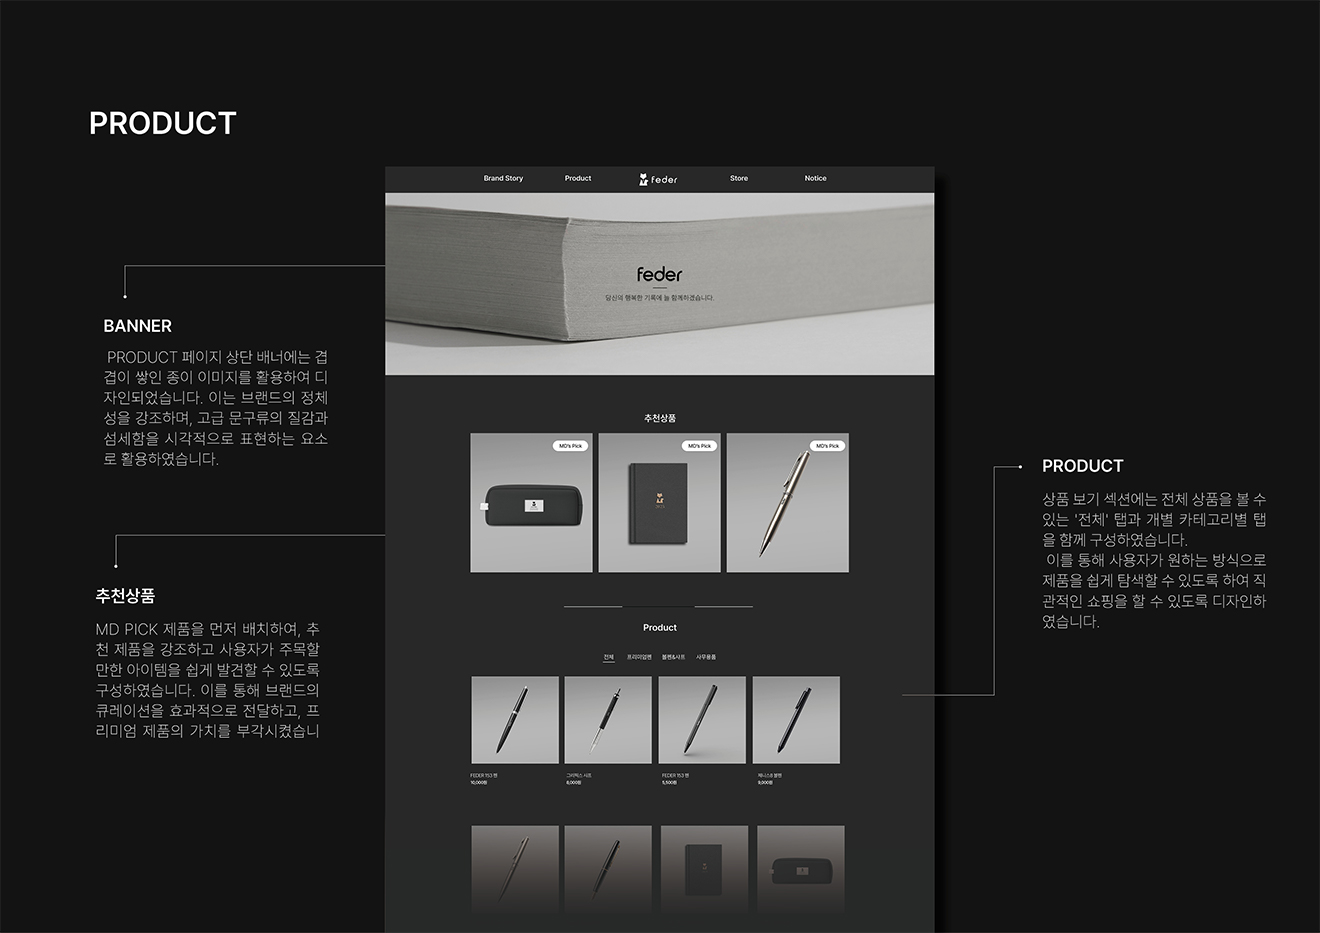 PRODUCT
Brand Story
Product
feder
Store
Notice
feder
당신의 행복한 기록에 늘 함께하겠습니다.
BANNER
PRODUCT 페이지 상단 배너에는 겹
겹이 쌓인 종이 이미지를 활용하여 디
자인되었습니다. 이는 브랜드의 정체
성을 강조하며, 고급 문구류의 질감과
섬세함을 시각적으로 표현하는 요소
로 활용하였습니다.
추천상품
MD's Pick
MD's Pick
MD's Pick
추천상품
MD PICK 제품을 먼저 배치하여, 추
천 제품을 강조하고 사용자가 주목할
만한 아이템을 쉽게 발견할 수 있도록
구성하였습니다. 이를 통해 브랜드의
큐레이션을 효과적으로 전달하고, 프
리미엄 제품의 가치를 부각시켰습니
PRODUCT
상품 보기 섹션에는 전체 상품을 볼 수
있는 '전체' 탭과 개별 카테고리별 탭
을 함께 구성하였습니다.
이를 통해 사용자가 원하는 방식으로
제품을 쉽게 탐색할 수 있도록 하여 직
관적인 쇼핑을 할 수 있도록 디자인하
였습니다.
Product
전체 프리미엄펜 볼펜&샤프 사무용품
FEDER 153 펜
10,000원
그래픽스 샤프
8,000원
FEDER 153 펜
5,500원
제니스8 볼펜
9,900원